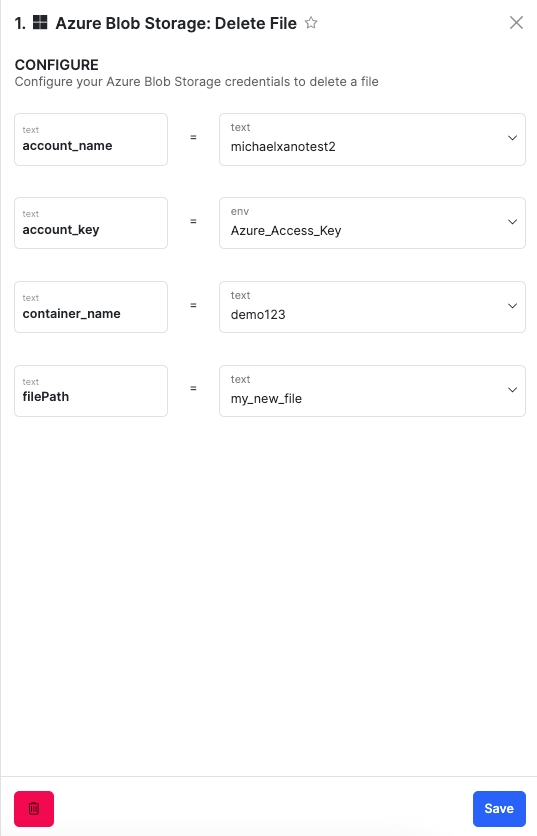 1. Azure Blob Storage: Delete File
CONFIGURE
Configure your Azure Blob Storage credentials to delete a file
text
account_name
=
text
michaelxanotest2
text
account_key
=
env
Azure_Access_Key
text
container_name
=
text
demo123
text
filePath
=
text
my_new_file
Save